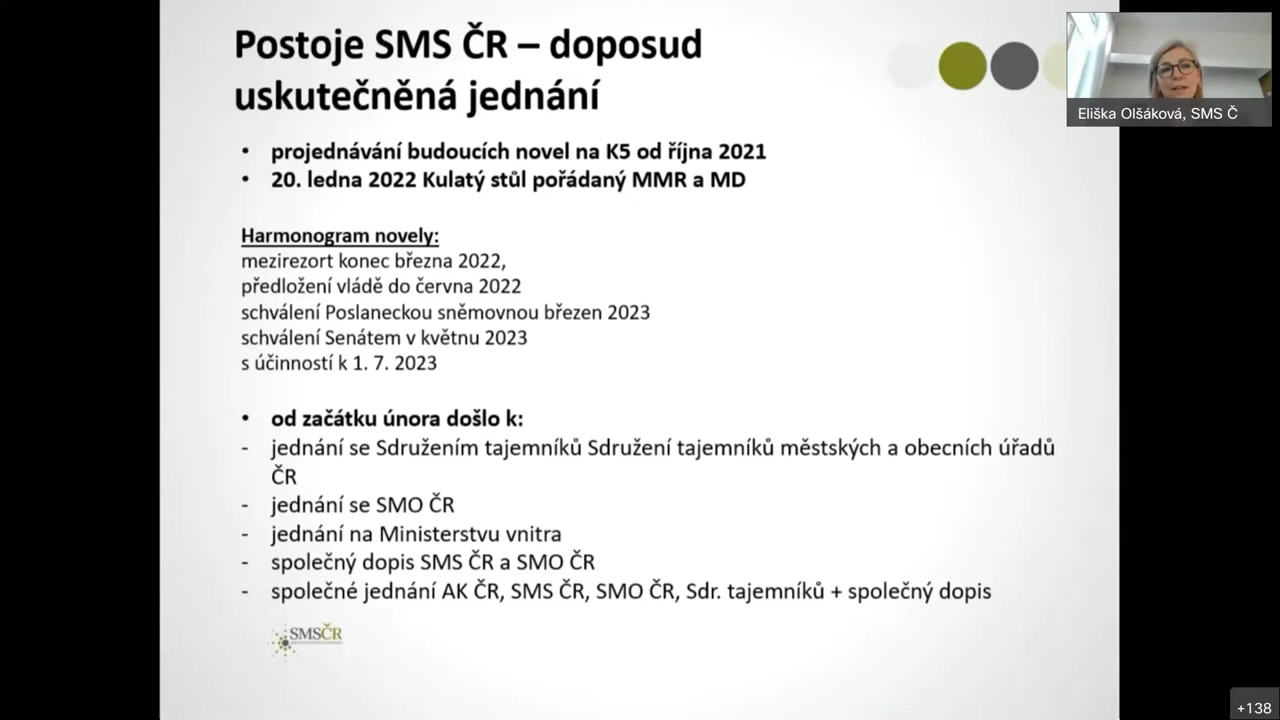 Postoje SMS ČR – doposud
uskutečněná jednání
Eliška Olšáková, SMS Č
• projednávání budoucích novel na K5 od října 2021
• 20. ledna 2022 Kulatý stůl pořádaný MMR a MD
Harmonogram novely:
mezirezort konec března 2022,
předložení vládě do června 2022
schválení Poslaneckou sněmovnou březen 2023
schválení Senátem v květnu 2023
s účinností k 1. 7. 2023
• od začátku února došlo k:
- jednání se Sdružením tajemníků Sdružení tajemníků městských a obecních úřadů
ČR
- jednání se SMO ČR
- jednání na Ministerstvu vnitra
- společný dopis SMS ČR a SMO ČR
- společné jednání AK ČR, SMS ČR, SMO ČR, Sdr. tajemníků + společný dopis
SMSČR
+138